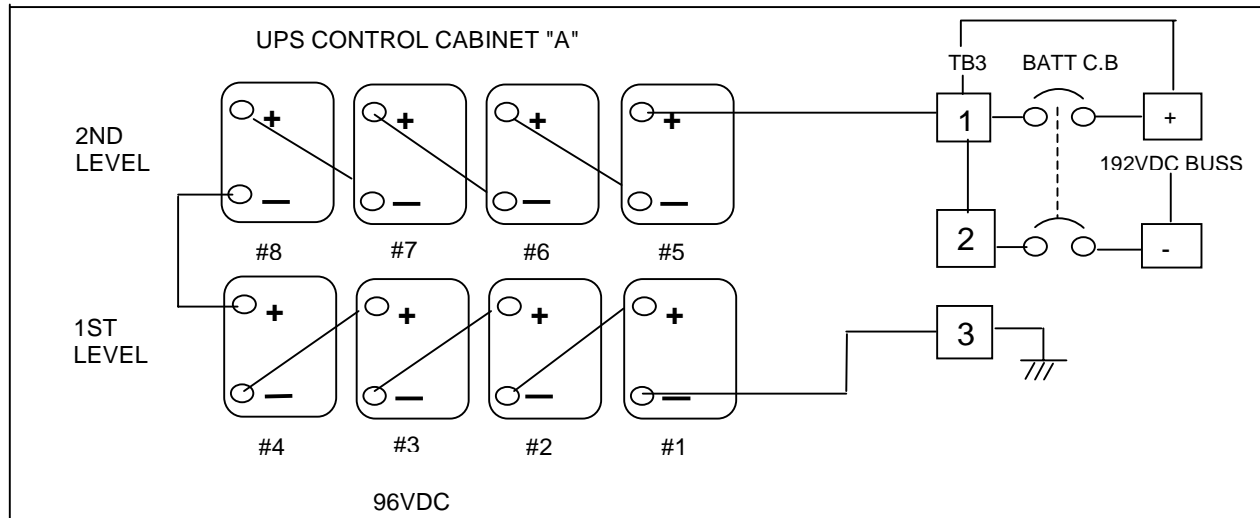 UPS CONTROL CABINET "A"
TB3 BATT C.B
2ND
LEVEL
+ + + +
1 +
192VDC BUSS
— — — —
2 -
#8 #7 #6 #5
1ST
LEVEL
+ + + +
3
— — — —
#4 #3 #2 #1
96VDC